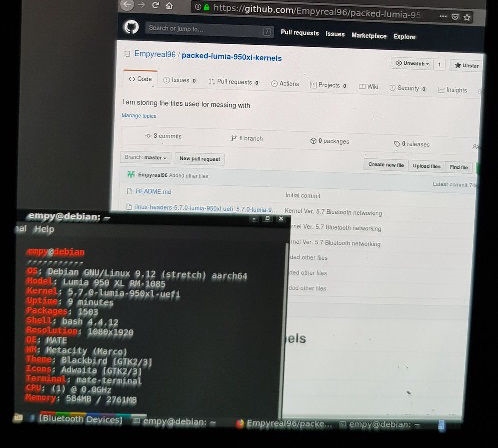 https://github.com/Empyreal96/packed-lumia-95
Search or jump to...
Pull requests Issues Marketplace Explore
Empyreal96 / packed-lumia-950xl-kernels
Unwatch 1 Unstar
Code Issues 0 Pull requests 0 Actions Projects 0 Wiki Security 0 Insights
I am storing the files used for messing with
Manage topics
3 commits 1 branch 0 packages 0 releases
Branch: master New pull request Create new file Upload files Find file
Empyreal96 Added other files Latest commit
README.md Initial commit
linux-headers-5.7.0-lumia-950xl-uefi_5.7.0-lumia-9 Kernel Ver. 5.7 Bluetooth networking
nel Ver. 5.7 Bluetooth networking
nel Ver. 5.7 Bluetooth networking
ded other files
ded other files
ded other files
nels
empy@debian: ~
nal Help
empy@debian
-----------
OS: Debian GNU/Linux 9.12 (stretch) aarch64
Model: Lumia 950 XL RM-1085
Kernel: 5.7.0-lumia-950xl-uefi
Uptime: 9 minutes
Packages: 1503
Shell: bash 4.4.12
Resolution: 1080x1920
DE: MATE
WM: Metacity (Marco)
Theme: Blackbird [GTK2/3]
Icons: Adwaita [GTK2/3]
Terminal: mate-terminal
CPU: (1) @ 0.0GHz
Memory: 584MB / 2761MB
[Bluetooth Devices] empy@debian: ~ Empyreal96/packe... empy@debian: ~